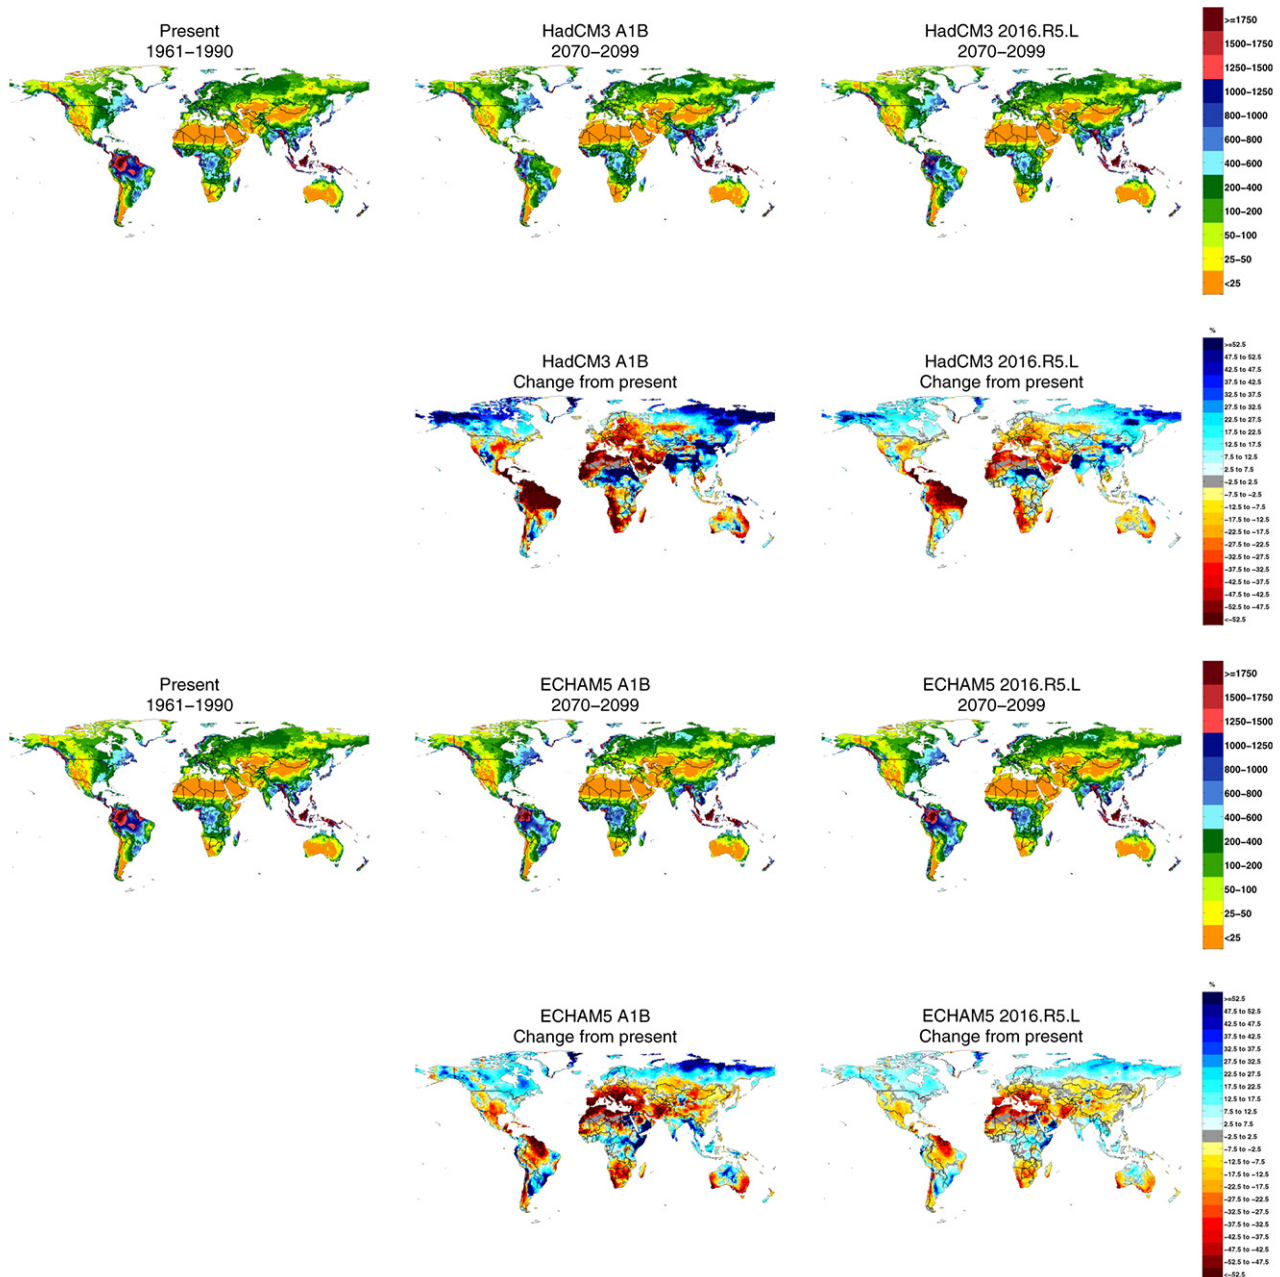 Present
1961−1990
HadCM3 A1B
2070−2099
HadCM3 2016.R5.L
2070−2099
>=1750
1500−1750
1250−1500
1000−1250
800−1000
600−800
400−600
200−400
100−200
50−100
25−50
<25
HadCM3 A1B
Change from present
HadCM3 2016.R5.L
Change from present
%
>=52.5
47.5 to 52.5
42.5 to 47.5
37.5 to 42.5
32.5 to 37.5
27.5 to 32.5
22.5 to 27.5
17.5 to 22.5
12.5 to 17.5
7.5 to 12.5
2.5 to 7.5
−2.5 to 2.5
−7.5 to −2.5
−12.5 to −7.5
−17.5 to −12.5
−22.5 to −17.5
−27.5 to −22.5
−32.5 to −27.5
−37.5 to −32.5
−42.5 to −37.5
−47.5 to −42.5
−52.5 to −47.5
<−52.5
Present
1961−1990
ECHAM5 A1B
2070−2099
ECHAM5 2016.R5.L
2070−2099
>=1750
1500−1750
1250−1500
1000−1250
800−1000
600−800
400−600
200−400
100−200
50−100
25−50
<25
ECHAM5 A1B
Change from present
ECHAM5 2016.R5.L
Change from present
%
>=52.5
47.5 to 52.5
42.5 to 47.5
37.5 to 42.5
32.5 to 37.5
27.5 to 32.5
22.5 to 27.5
17.5 to 22.5
12.5 to 17.5
7.5 to 12.5
2.5 to 7.5
−2.5 to 2.5
−7.5 to −2.5
−12.5 to −7.5
−17.5 to −12.5
−22.5 to −17.5
−27.5 to −22.5
−32.5 to −27.5
−37.5 to −32.5
−42.5 to −37.5
−47.5 to −42.5
−52.5 to −47.5
<−52.5